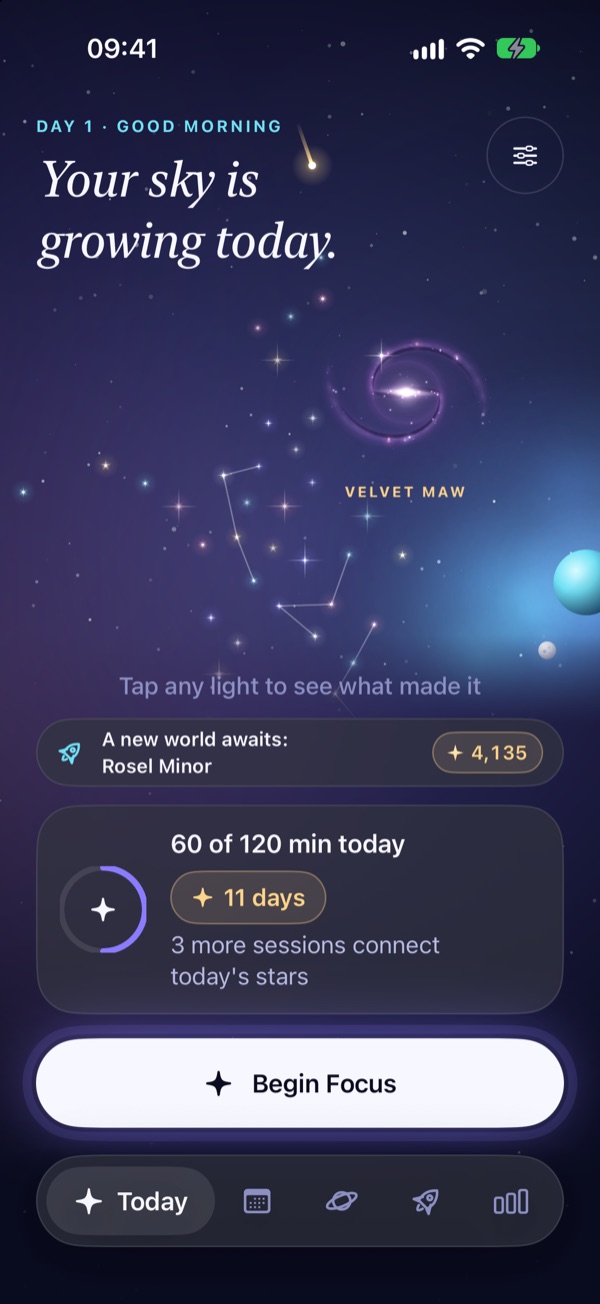 09:41
DAY 1 · GOOD MORNING
Your sky is
growing today.
VELVET MAW
Tap any light to see what made it
A new world awaits:
Rosel Minor
4,135
60 of 120 min today
11 days
3 more sessions connect
today's stars
Begin Focus
Today